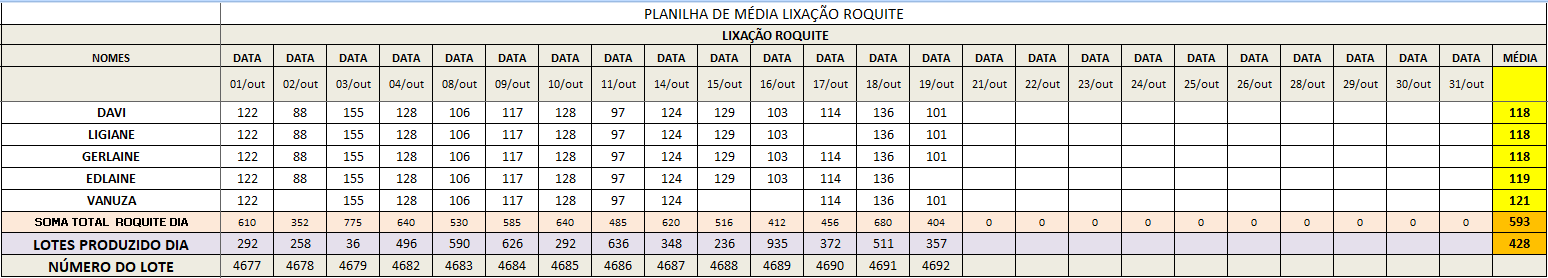 PLANILHA DE MÉDIA LIXAÇÃO ROQUITE
LIXAÇÃO ROQUITE
NOMES DATA DATA DATA DATA DATA DATA DATA DATA DATA DATA DATA DATA DATA DATA DATA DATA DATA DATA DATA DATA DATA DATA DATA DATA MÉDIA
01/out 02/out 03/out 04/out 08/out 09/out 10/out 11/out 14/out 15/out 16/out 17/out 18/out 19/out 21/out 22/out 23/out 24/out 25/out 26/out 28/out 29/out 30/out 31/out
DAVI 122 88 155 128 106 117 128 97 124 129 103 114 136 101 118
LIGIANE 122 88 155 128 106 117 128 97 124 129 103 136 101 118
GERLAINE 122 88 155 128 106 117 128 97 124 129 103 114 136 101 118
EDLAINE 122 88 155 128 106 117 128 97 124 129 103 114 136 119
VANUZA 122 155 128 106 117 128 97 124 114 136 101 121
SOMA TOTAL ROQUITE DIA 610 352 775 640 530 585 640 485 620 516 412 456 680 404 0 0 0 0 0 0 0 0 0 0 593
LOTES PRODUZIDO DIA 292 258 36 496 590 626 292 636 348 236 935 372 511 357 428
NÚMERO DO LOTE 4677 4678 4679 4682 4683 4684 4685 4686 4687 4688 4689 4690 4691 4692